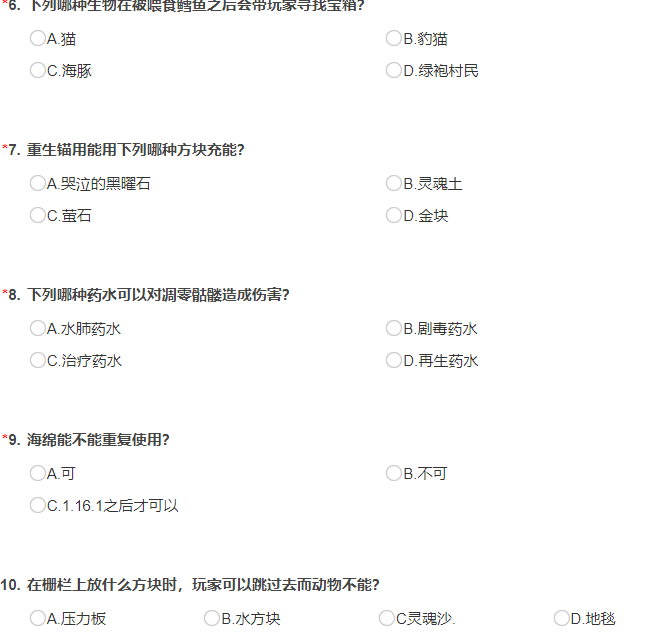 *6. 下列哪种生物在被喂食鳕鱼之后会带玩家寻找宝箱?
A.猫 B.豹猫
C.海豚 D.绿袍村民
*7. 重生锚用能用下列哪种方块充能?
A.哭泣的黑曜石 B.灵魂土
C.萤石 D.金块
*8. 下列哪种药水可以对凋零骷髅造成伤害?
A.水肺药水 B.剧毒药水
C.治疗药水 D.再生药水
*9. 海绵能不能重复使用?
A.可 B.不可
C.1.16.1之后才可以
10. 在栅栏上放什么方块时，玩家可以跳过去而动物不能?
A.压力板 B.水方块 C灵魂沙. D.地毯